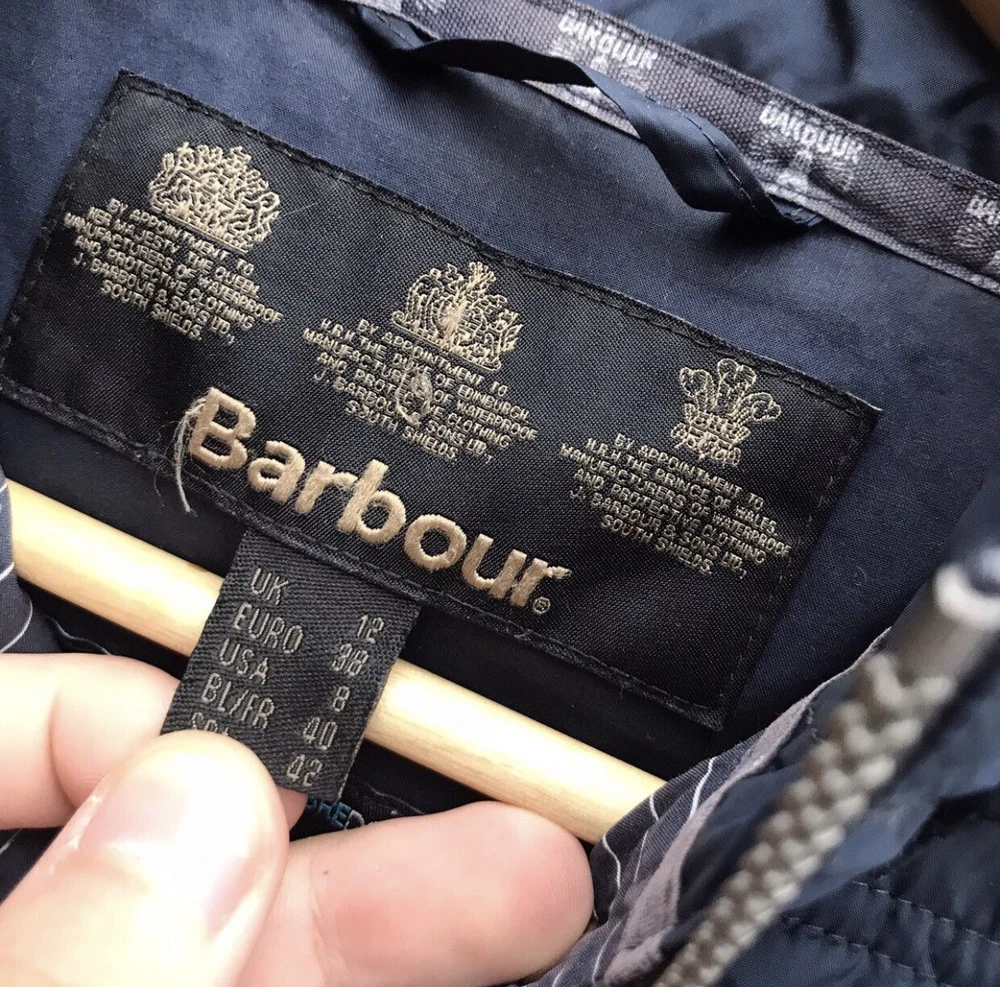 BARBOUR
BARBOUR
BY APPOINTMENT TO
HER MAJESTY THE QUEEN
MANUFACTURERS OF WATERPROOF
AND PROTECTIVE CLOTHING
J. BARBOUR & SONS LTD.,
SOUTH SHIELDS
BY APPOINTMENT TO
H.R.H. THE DUKE OF EDINBURGH
MANUFACTURERS OF WATERPROOF
AND PROTECTIVE CLOTHING
J. BARBOUR & SONS LTD.,
SOUTH SHIELDS.
BY APPOINTMENT TO
H.R.H. THE PRINCE OF WALES
MANUFACTURERS OF WATERPROOF
AND PROTECTIVE CLOTHING
J. BARBOUR & SONS LTD.,
SOUTH SHIELDS.
Barbour®
UK 12
EURO 38
USA 8
BL/FR 40
42